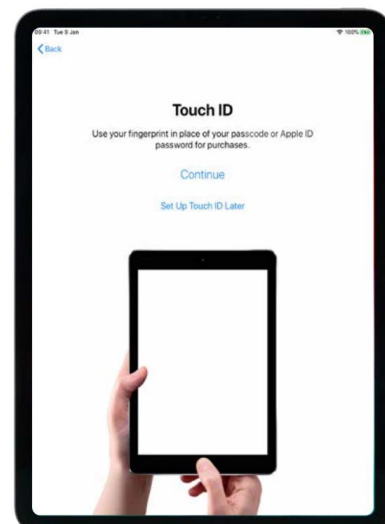 09:41 Tue 9 Jan 100%
Back
Touch ID
Use your fingerprint in place of your passcode or Apple ID
password for purchases.
Continue
Set Up Touch ID Later